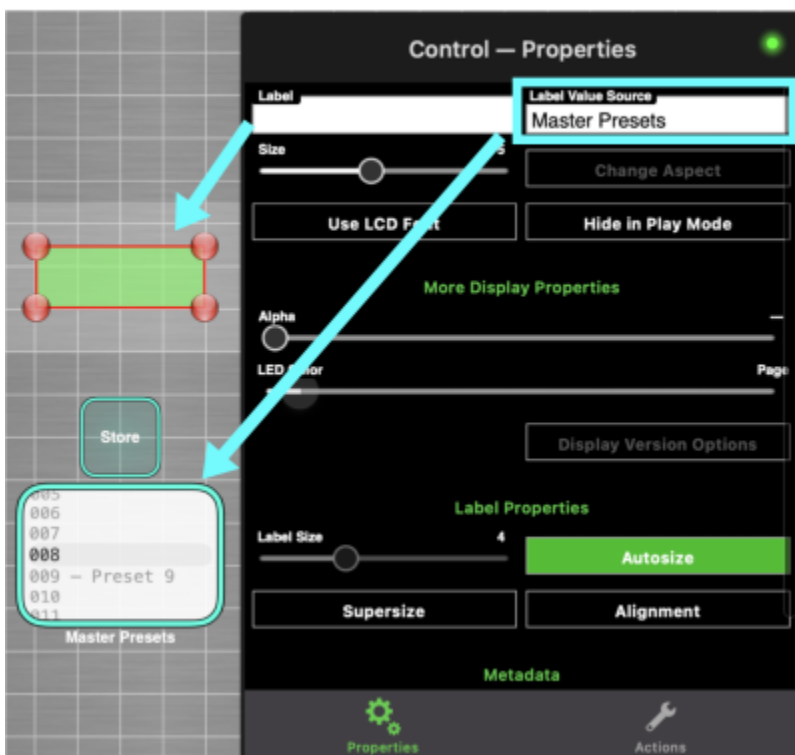 Control — Properties
Label
Label Value Source
Master Presets
Size
5
Change Aspect
Use LCD Font
Hide in Play Mode
More Display Properties
Alpha
—
LED Color
Page
Store
Display Version Options
005
006
007
008
009 — Preset 9
010
011
Master Presets
Label Properties
Label Size
4
Autosize
Supersize
Alignment
Metadata
Properties
Actions